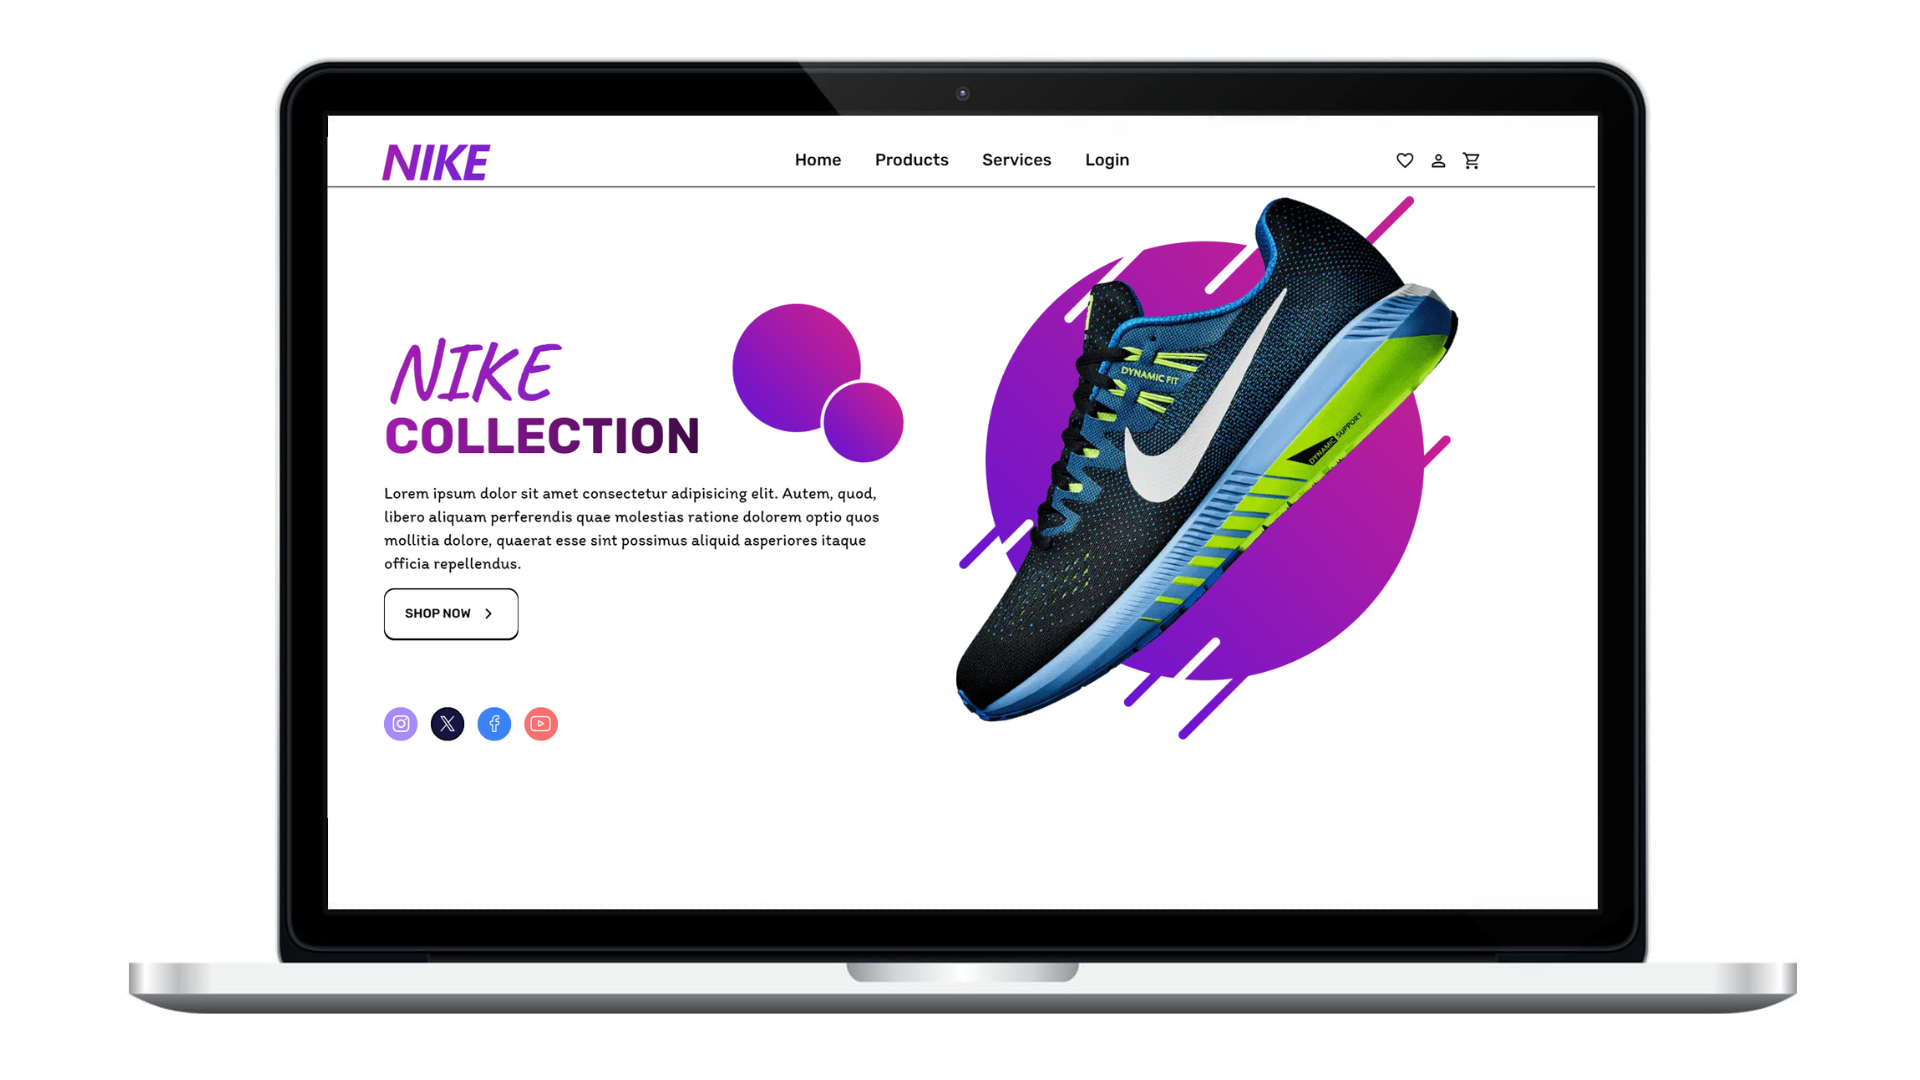 NIKE
Home Products Services Login
NIKE
COLLECTION
Lorem ipsum dolor sit amet consectetur adipisicing elit. Autem, quod,
libero aliquam perferendis quae molestias ratione dolorem optio quos
mollitia dolore, quaerat esse sint possimus aliquid asperiores itaque
officia repellendus.
SHOP NOW
DYNAMIC FIT
DYNAMIC SUPPORT